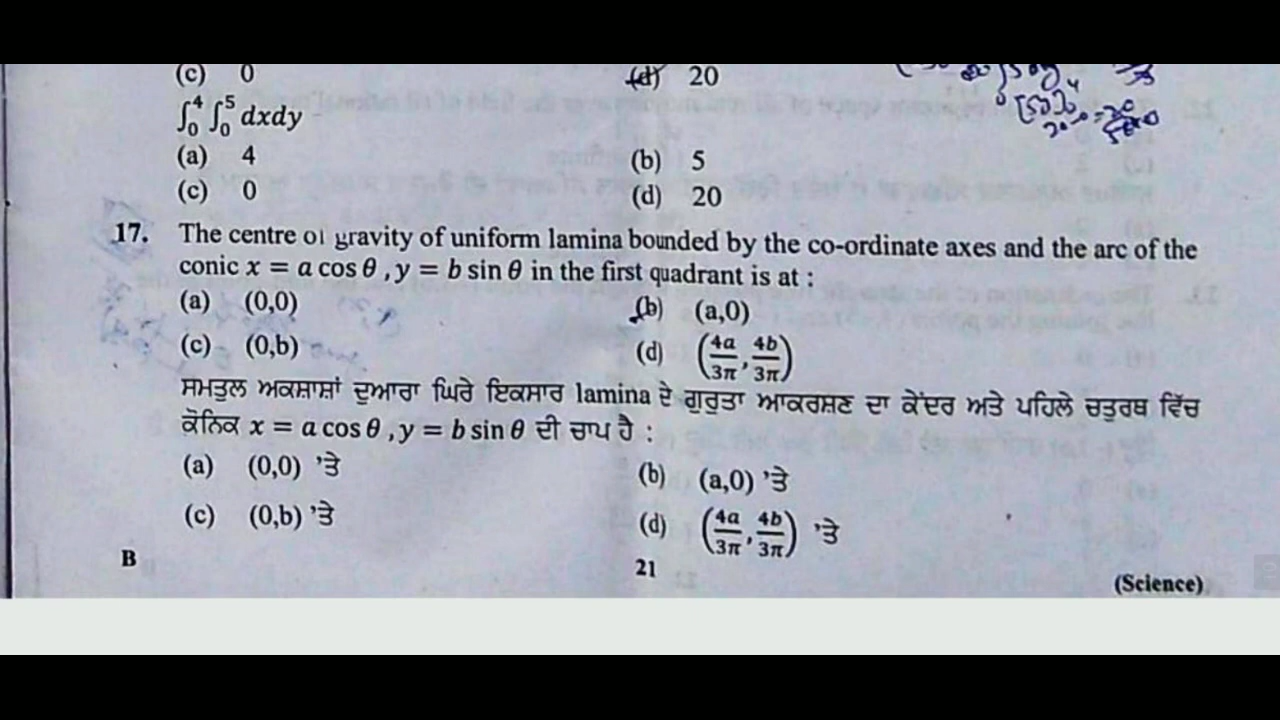 (c) 0 (d) 20
∫₀⁴ ∫₀⁵ dxdy
(a) 4 (b) 5
(c) 0 (d) 20
17. The centre of gravity of uniform lamina bounded by the co-ordinate axes and the arc of the
conic x = a cos θ , y = b sin θ in the first quadrant is at :
(a) (0,0) (b) (a,0)
(c) (0,b) (d) (4a/3π, 4b/3π)
ਸਮਤੁਲ ਅਕਸ਼ਾਸ਼ਾਂ ਦੁਆਰਾ ਘਿਰੇ ਇਕਸਾਰ lamina ਦੇ ਗੁਰੁਤਾ ਆਕਰਸ਼ਣ ਦਾ ਕੇਂਦਰ ਅਤੇ ਪਹਿਲੇ ਚਤੁਰਥ ਵਿੱਚ
ਕੋਨਿਕ x = a cos θ , y = b sin θ ਦੀ ਚਾਪ ਹੈ :
(a) (0,0) ’ਤੇ (b) (a,0) ’ਤੇ
(c) (0,b) ’ਤੇ (d) (4a/3π, 4b/3π) ’ਤੇ
B 21 (Science)